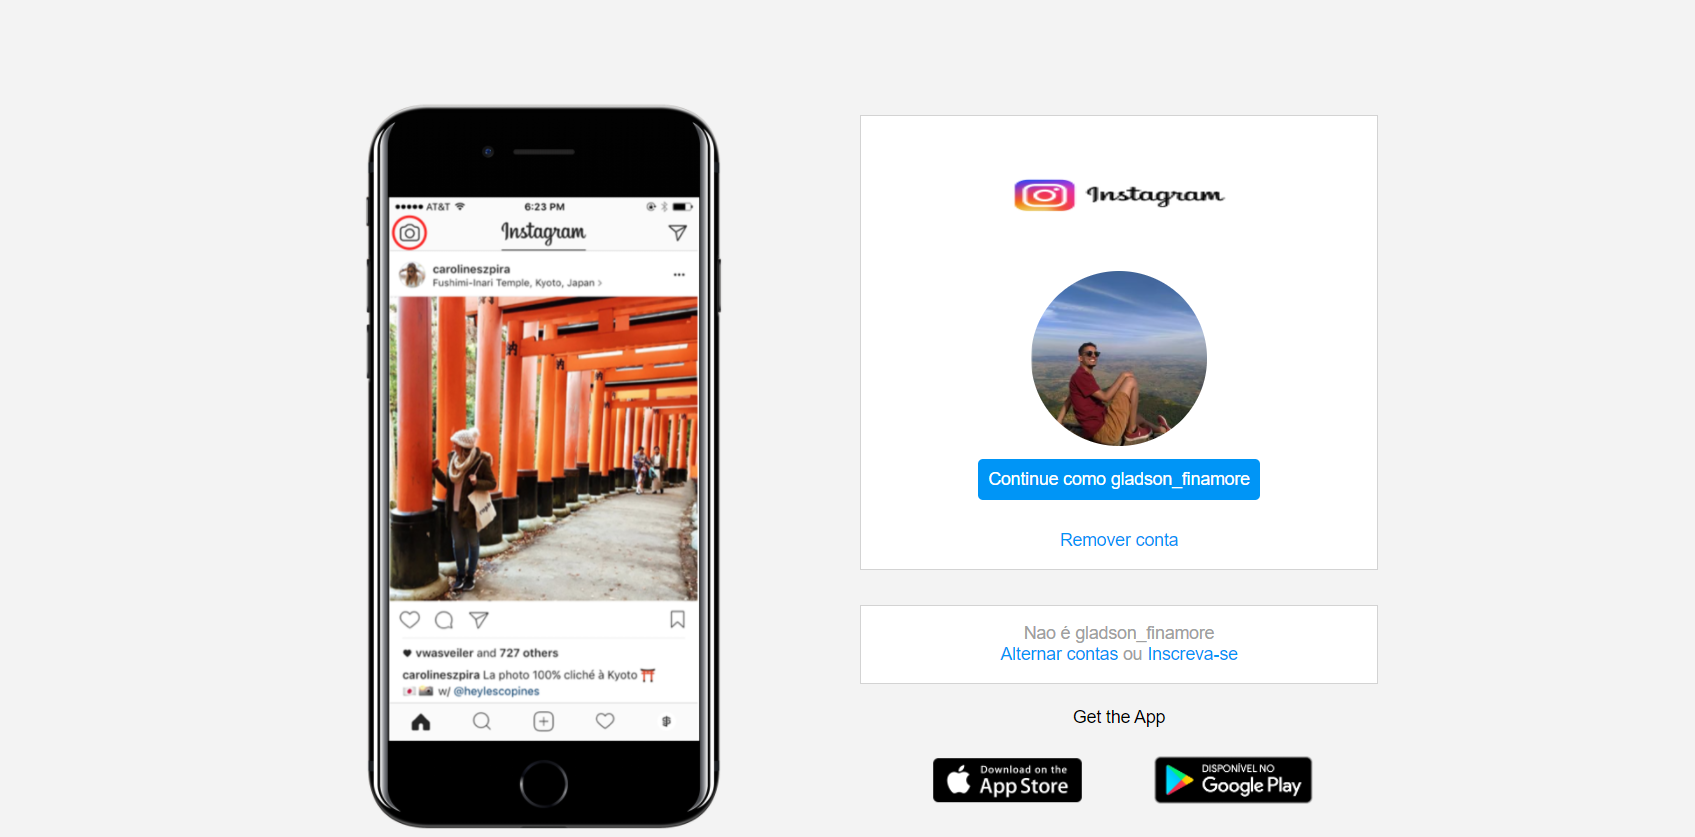 AT&T
6:23 PM
Instagram
carolineszpira
Fushimi-Inari Temple, Kyoto, Japan >
vwasveiler and 727 others
carolineszpira La photo 100% cliché à Kyoto
w/ @heylescopines
Instagram
Continue como gladson_finamore
Remover conta
Nao é gladson_finamore
Alternar contas ou Inscreva-se
Get the App
Download on the
App Store
DISPONÍVEL NO
Google Play